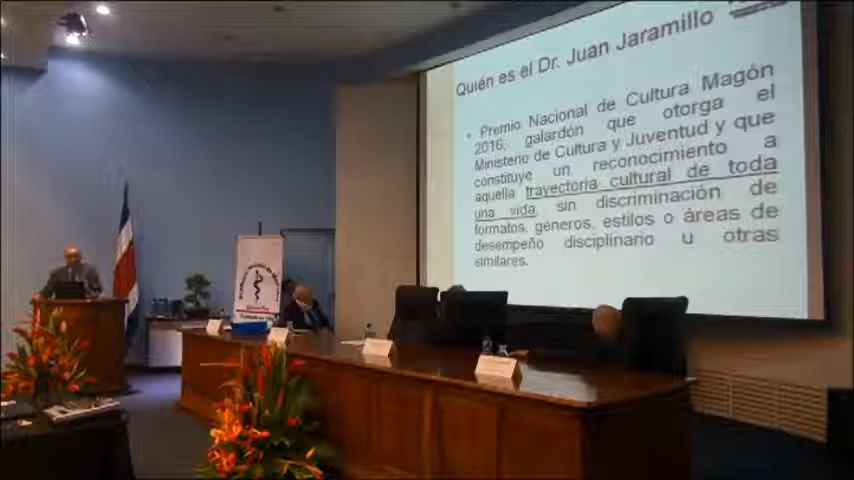 Quién es el Dr. Juan Jaramillo
• Premio Nacional de Cultura Magón
2016, galardón que otorga el
Ministerio de Cultura y Juventud y que
constituye un reconocimiento a
aquella trayectoria cultural de toda
una vida, sin discriminación de
formatos, géneros, estilos o áreas de
desempeño disciplinario u otras
similares.